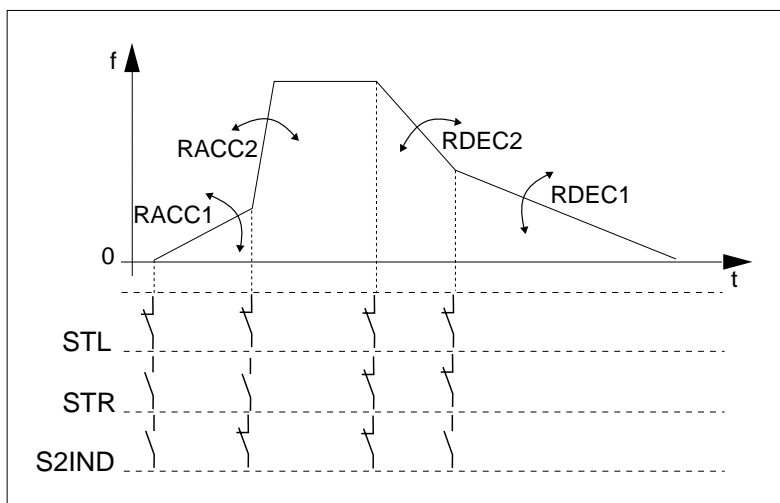 f
RACC2
RDEC2
RACC1
RDEC1
0
t
STL
STR
S2IND